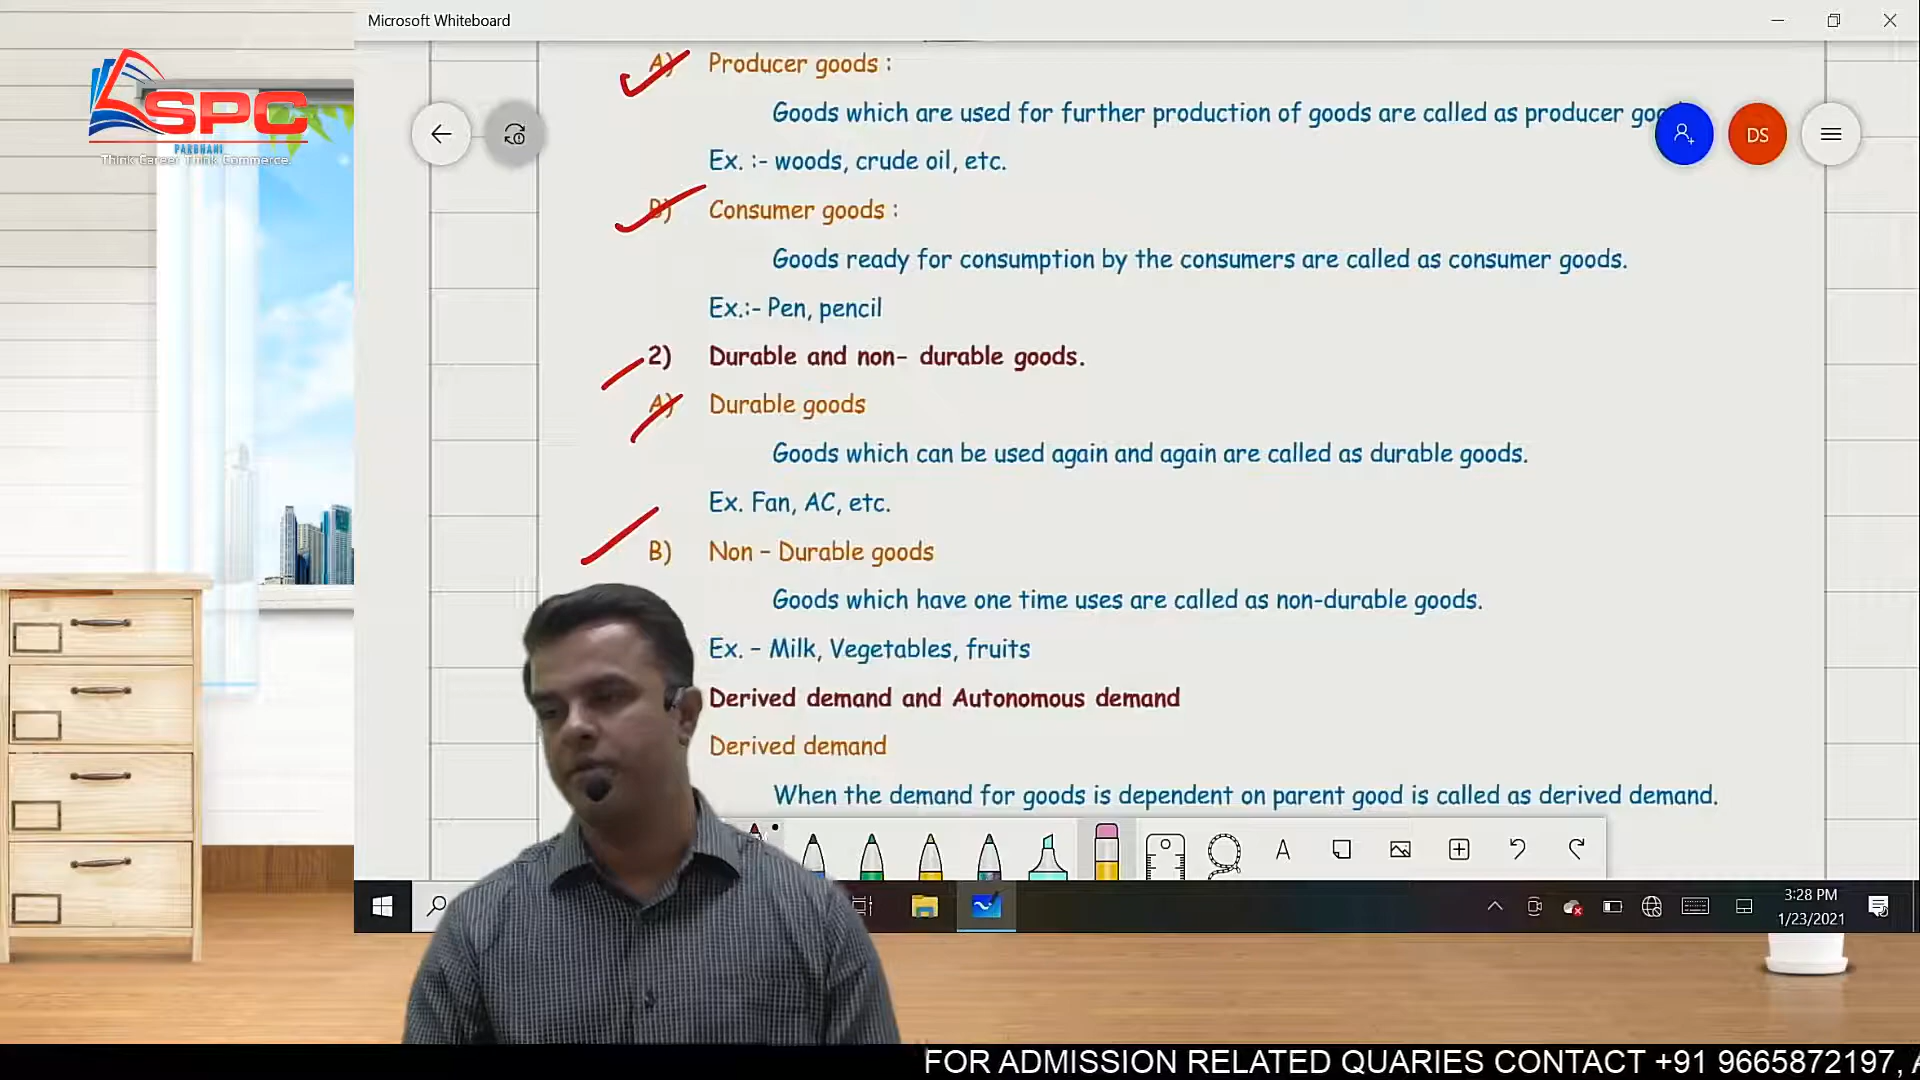 Microsoft Whiteboard
SPC
PARBHANI
Think Career Think Commerce.
A) Producer goods :
Goods which are used for further production of goods are called as producer
DS
Ex. :- woods, crude oil, etc.
B) Consumer goods :
Goods ready for consumption by the consumers are called as consumer goods.
Ex.:- Pen, pencil
2) Durable and non- durable goods.
A) Durable goods
Goods which can be used again and again are called as durable goods.
Ex. Fan, AC, etc.
B) Non – Durable goods
Goods which have one time uses are called as non-durable goods.
Ex. – Milk, Vegetables, fruits
Derived demand and Autonomous demand
Derived demand
When the demand for goods is dependent on parent good is called as derived demand.
3:28 PM
1/23/2021
FOR ADMISSION RELATED QUARIES CONTACT +91 9665872197,